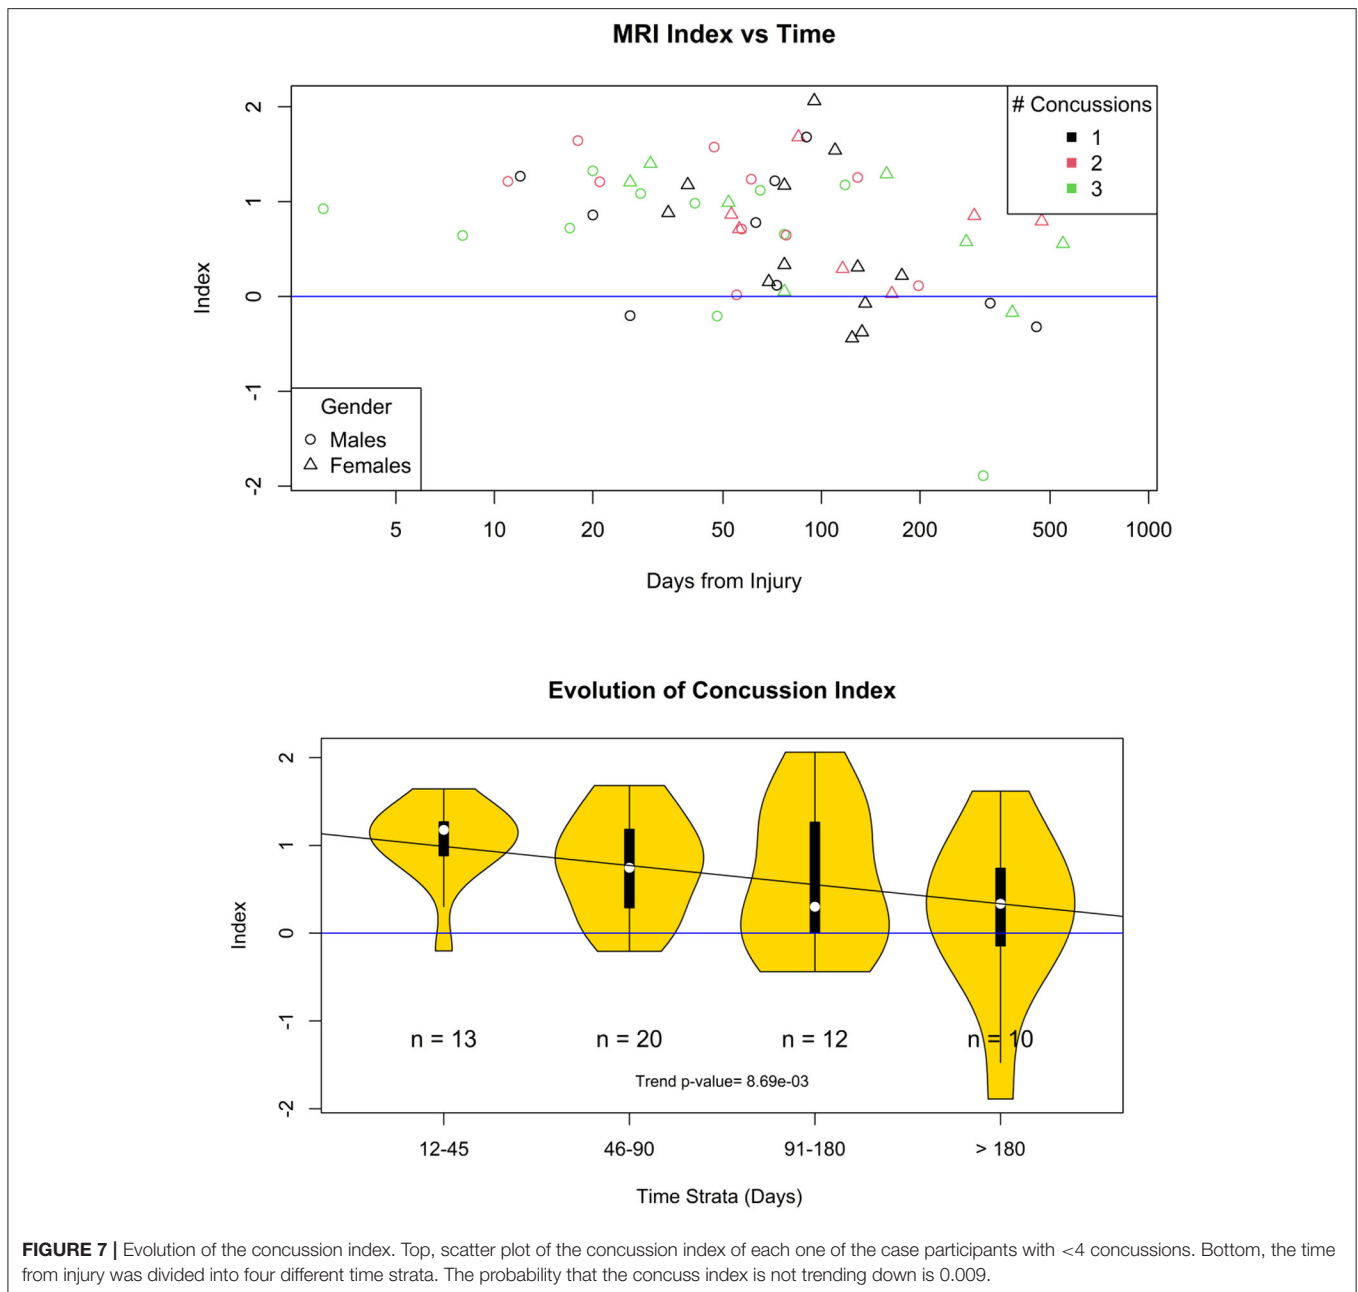 MRI Index vs Time
# Concussions
1
2
3
Index
2
1
0
-1
-2
Gender
Males
Females
5 10 20 50 100 200 500 1000
Days from Injury
Evolution of Concussion Index
Index
2
1
0
-1
-2
n = 13 n = 20 n = 12 n = 10
Trend p-value= 8.69e-03
12-45 46-90 91-180 > 180
Time Strata (Days)
FIGURE 7 | Evolution of the concussion index. Top, scatter plot of the concussion index of each one of the case participants with <4 concussions. Bottom, the time
from injury was divided into four different time strata. The probability that the concuss index is not trending down is 0.009.